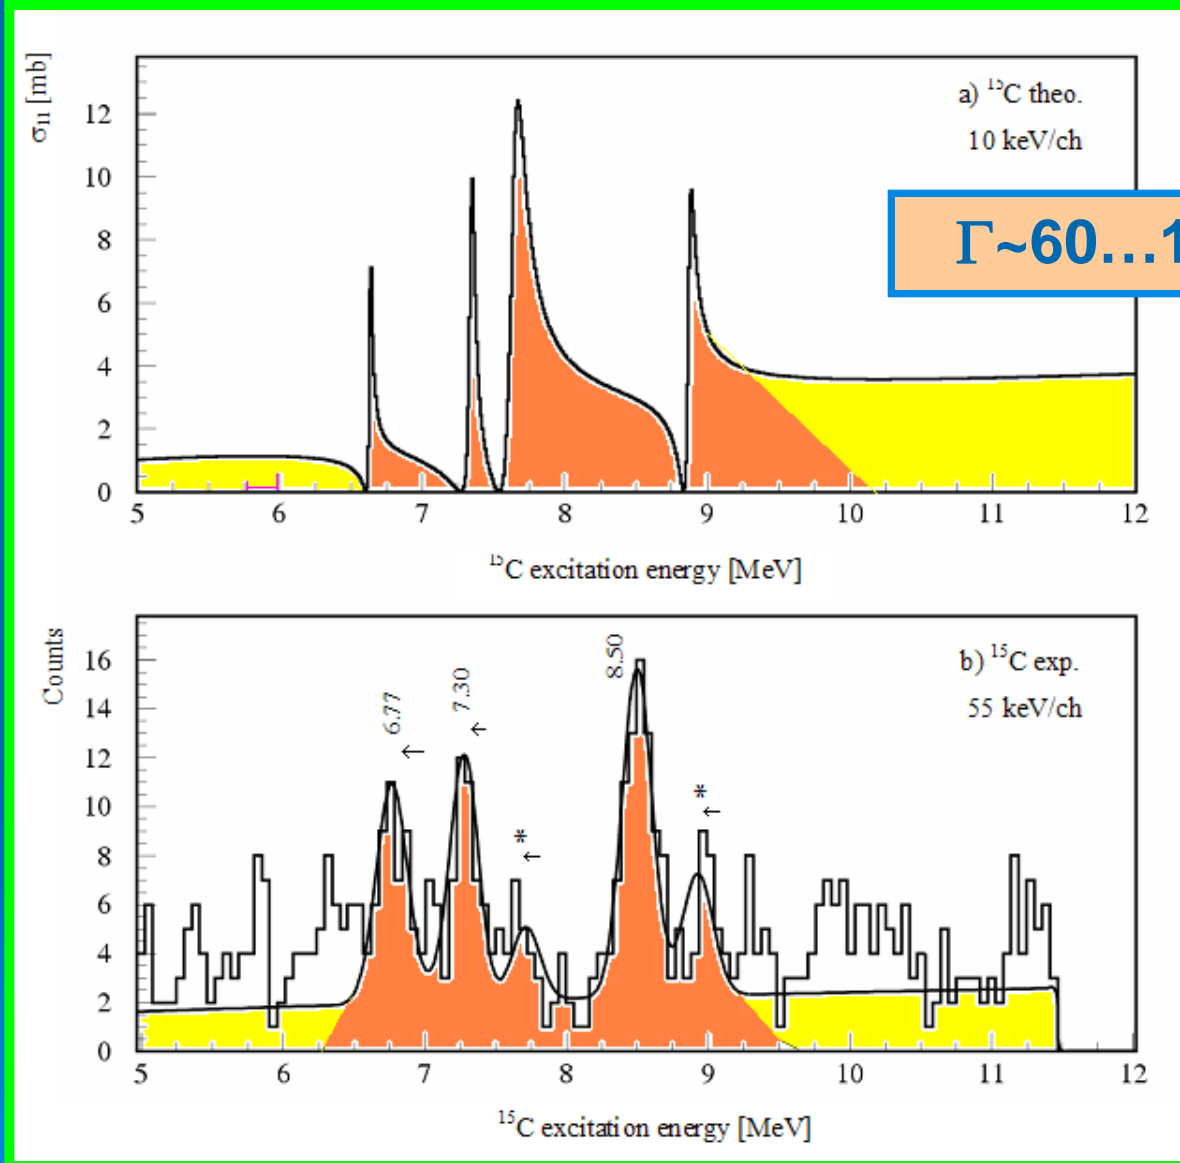 σ₁₁ [mb]
a) ¹⁵C theo.
10 keV/ch
Γ~60...1
12
10
8
6
4
2
0
5 6 7 8 9 10 11 12
¹⁵C excitation energy [MeV]
Counts
b) ¹⁵C exp.
55 keV/ch
6.77 ←
7.30 ←
* ←
8.50
* ←
16
14
12
10
8
6
4
2
0
5 6 7 8 9 10 11 12
¹⁵C excitation energy [MeV]